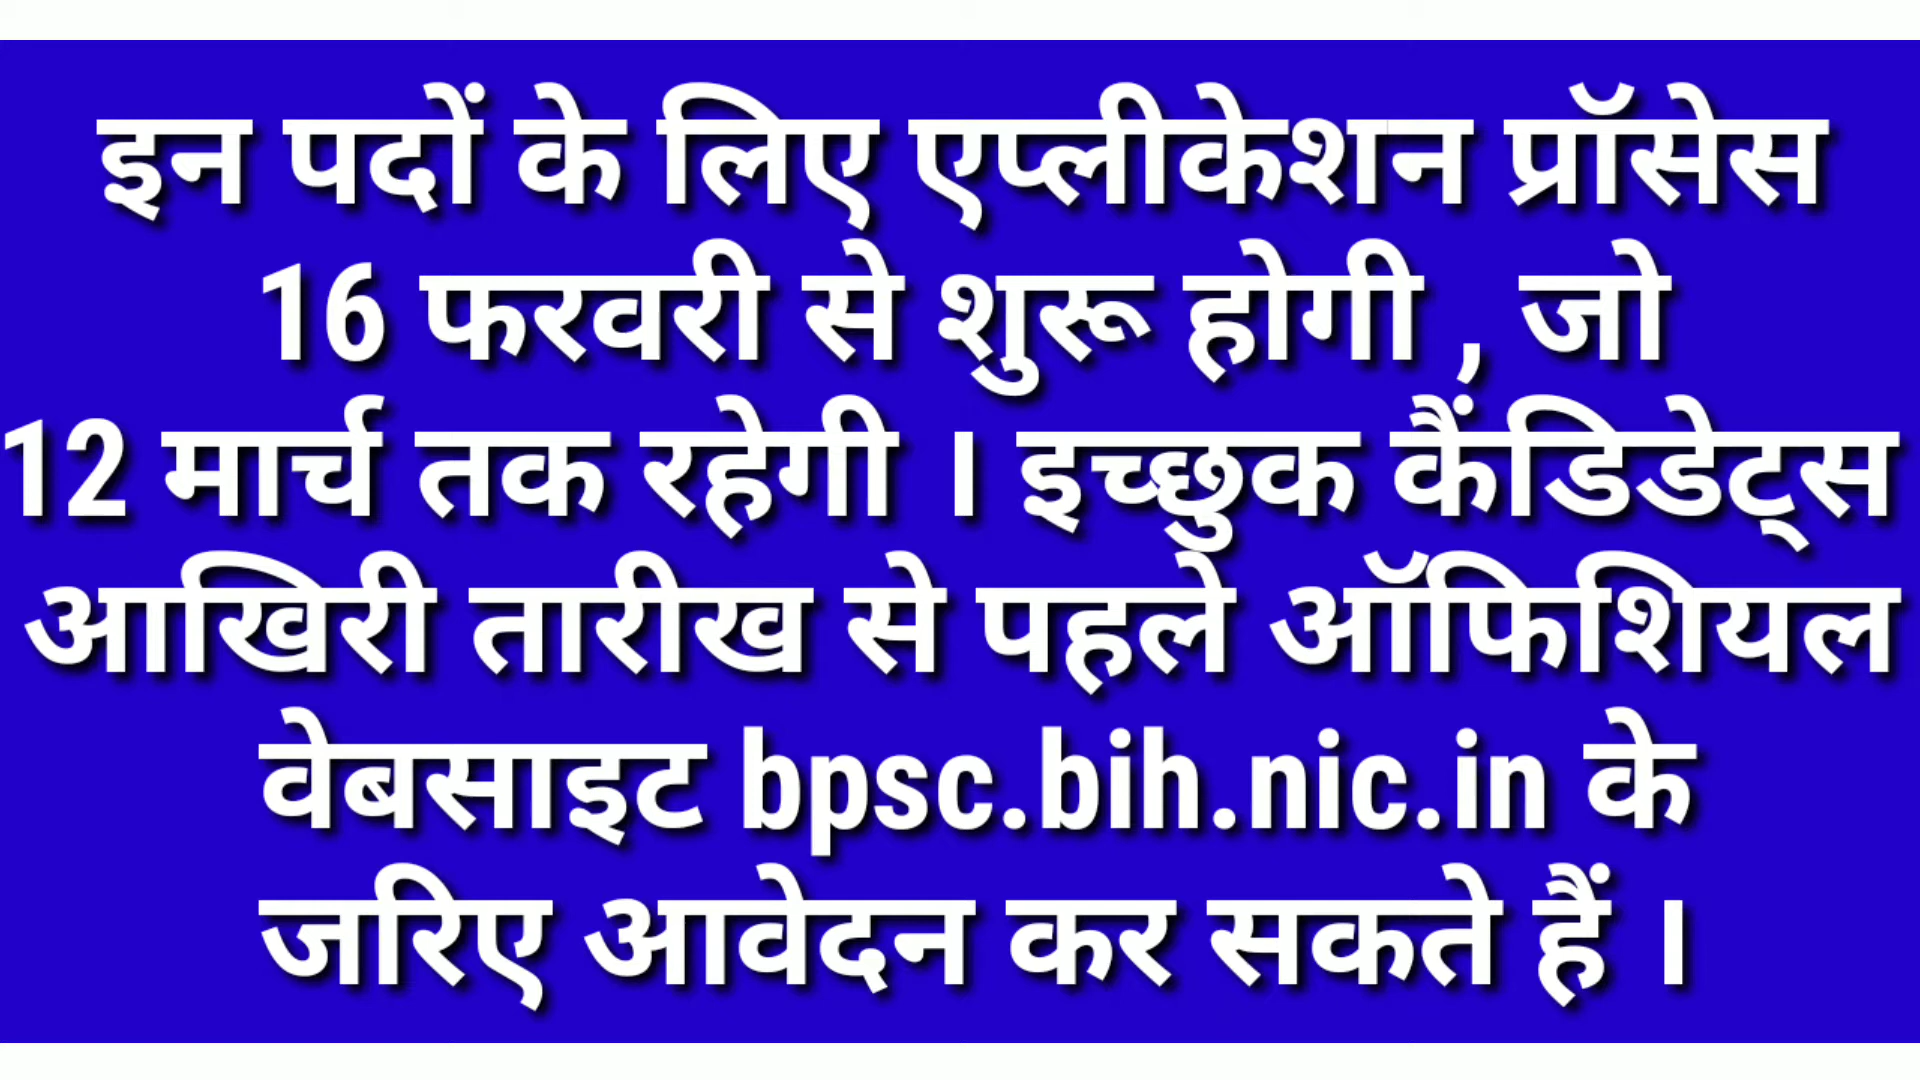 इन पदों के लिए एप्लीकेशन प्रॉसेस
16 फरवरी से शुरू होगी , जो
12 मार्च तक रहेगी । इच्छुक कैंडिडेट्स
आखिरी तारीख से पहले ऑफिशियल
वेबसाइट bpsc.bih.nic.in के
जरिए आवेदन कर सकते हैं ।